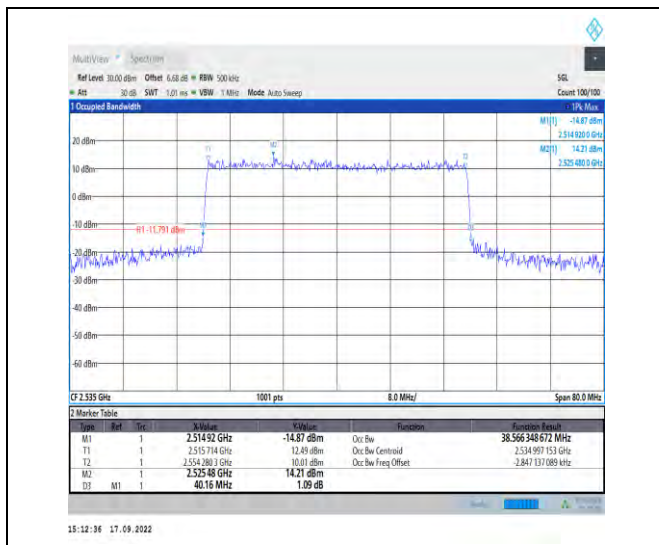 MultiView Spectrum
Ref Level 30.00 dBm Offset 6.68 dB RBW 500 kHz SGL
Att 30 dB SWT 1.01 ms VBW 1 MHz Mode Auto Sweep Count 100/100
1 Occupied Bandwidth 1Pk Max
M1[1] -14.87 dBm
2.514 920 0 GHz
M2[1] 14.21 dBm
2.525 480 0 GHz
20 dBm
T1 M2 T2
10 dBm
0 dBm
-10 dBm
H1 -11.791 dBm
-20 dBm
-30 dBm
-40 dBm
-50 dBm
-60 dBm
CF 2.535 GHz 1001 pts 8.0 MHz/ Span 80.0 MHz
2 Marker Table
Type Ref Trc X-Value Y-Value Function Function Result
M1 1 2.514 92 GHz -14.87 dBm Occ Bw 38.566 348 672 MHz
T1 1 2.515 714 GHz 12.49 dBm Occ Bw Centroid 2.534 997 153 GHz
T2 1 2.554 280 3 GHz 10.01 dBm Occ Bw Freq Offset -2.847 137 089 kHz
M2 1 2.525 48 GHz 14.21 dBm
D3 M1 1 40.16 MHz 1.09 dB
15:12:36 17.09.2022